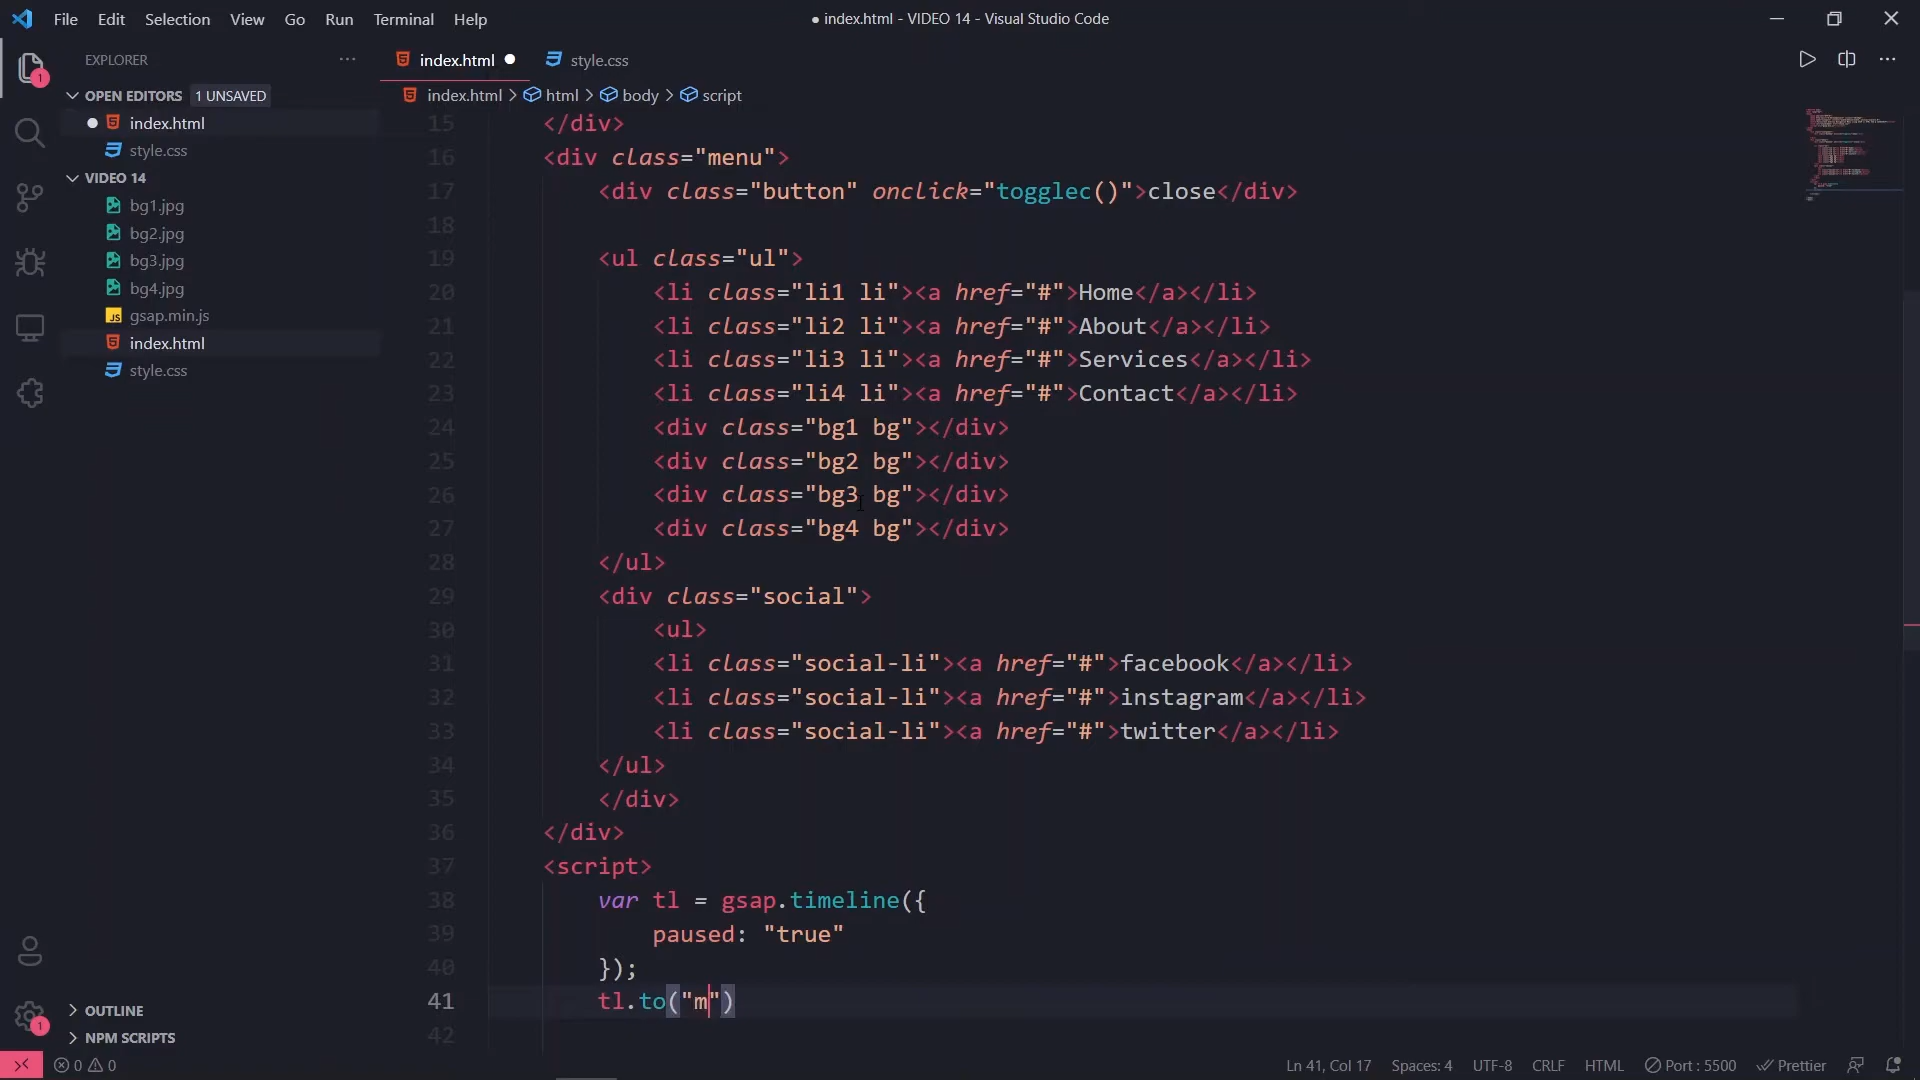 File Edit Selection View Go Run Terminal Help
● index.html - VIDEO 14 - Visual Studio Code
EXPLORER ···
index.html ●
style.css
OPEN EDITORS 1 UNSAVED
index.html > html > body > script
● index.html
style.css
VIDEO 14
bg1.jpg
bg2.jpg
bg3.jpg
bg4.jpg
JS gsap.min.js
index.html
style.css
OUTLINE
NPM SCRIPTS
1
1
15 </div>
16 <div class="menu">
17 <div class="button" onclick="togglec()">close</div>
18
19 <ul class="ul">
20 <li class="li1 li"><a href="#">Home</a></li>
21 <li class="li2 li"><a href="#">About</a></li>
22 <li class="li3 li"><a href="#">Services</a></li>
23 <li class="li4 li"><a href="#">Contact</a></li>
24 <div class="bg1 bg"></div>
25 <div class="bg2 bg"></div>
26 <div class="bg3 bg"></div>
27 <div class="bg4 bg"></div>
28 </ul>
29 <div class="social">
30 <ul>
31 <li class="social-li"><a href="#">facebook</a></li>
32 <li class="social-li"><a href="#">instagram</a></li>
33 <li class="social-li"><a href="#">twitter</a></li>
34 </ul>
35 </div>
36 </div>
37 <script>
38 var tl = gsap.timeline({
39 paused: "true"
40 });
41 tl.to("m")
42
0 0 Ln 41, Col 17 Spaces: 4 UTF-8 CRLF HTML Port : 5500 Prettier